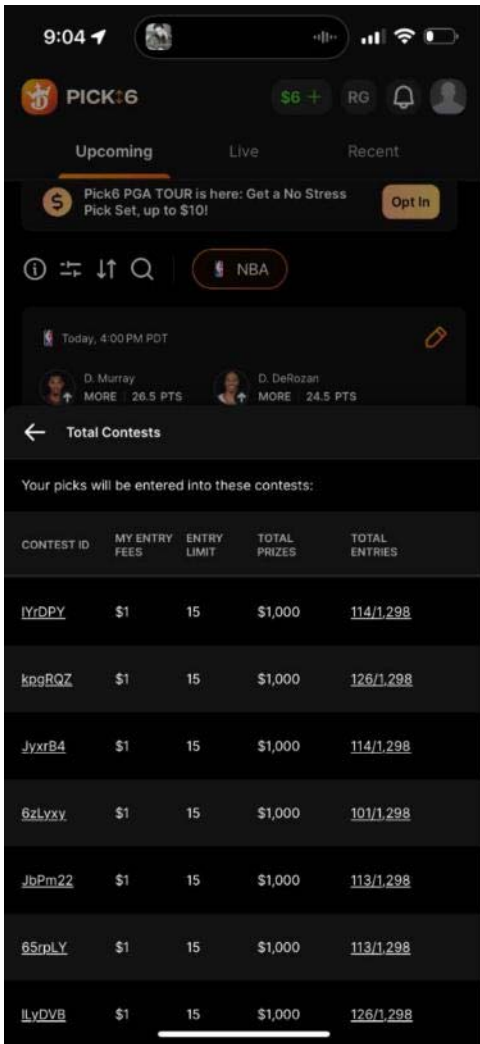 9:04
PICK6
$6 +
RG
Upcoming
Live
Recent
Pick6 PGA TOUR is here: Get a No Stress
Pick Set, up to $10!
Opt In
NBA
Today, 4:00 PM PDT
D. Murray
MORE 26.5 PTS
D. DeRozan
MORE 24.5 PTS
Total Contests
Your picks will be entered into these contests:
CONTEST ID MY ENTRY FEES ENTRY LIMIT TOTAL PRIZES TOTAL ENTRIES
IYrDPY $1 15 $1,000 114/1,298
kpgRQZ $1 15 $1,000 126/1,298
JyxrB4 $1 15 $1,000 114/1,298
6zLyxy $1 15 $1,000 101/1,298
JbPm22 $1 15 $1,000 113/1,298
65rpLY $1 15 $1,000 113/1,298
ILyDVB $1 15 $1,000 126/1,298